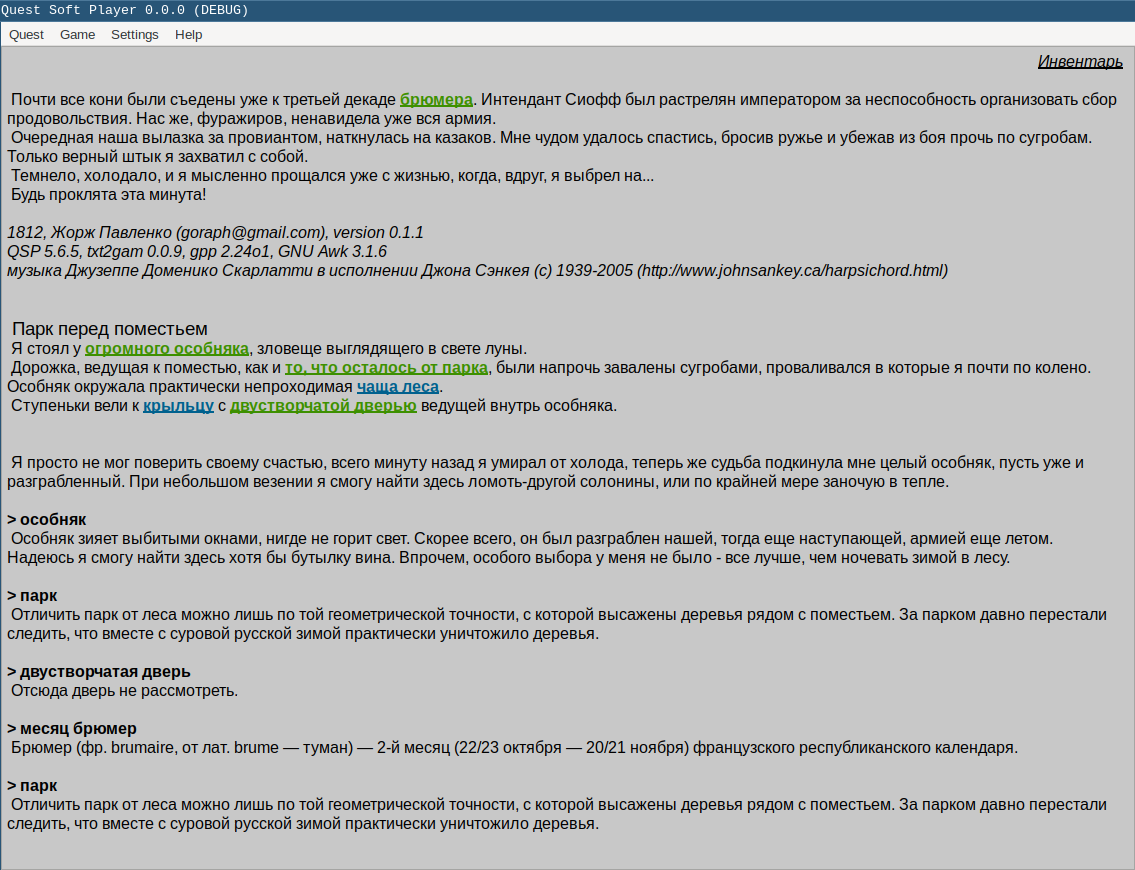 Quest Soft Player 0.0.0 (DEBUG)
Quest Game Settings Help
Инвентарь
Почти все кони были съедены уже к третьей декаде брюмера. Интендант Сиофф был растрелян императором за неспособность организовать сбор
продовольствия. Нас же, фуражиров, ненавидела уже вся армия.
Очередная наша вылазка за провиантом, наткнулась на казаков. Мне чудом удалось спастись, бросив ружье и убежав из боя прочь по сугробам.
Только верный штык я захватил с собой.
Темнело, холодало, и я мысленно прощался уже с жизнью, когда, вдруг, я выбрел на...
Будь проклята эта минута!
1812, Жорж Павленко (goraph@gmail.com), version 0.1.1
QSP 5.6.5, txt2gam 0.0.9, gpp 2.24o1, GNU Awk 3.1.6
музыка Джузеппе Доменико Скарлатти в исполнении Джона Сэнкея (c) 1939-2005 (http://www.johnsankey.ca/harpsichord.html)
Парк перед поместьем
Я стоял у огромного особняка, зловеще выглядящего в свете луны.
Дорожка, ведущая к поместью, как и то, что осталось от парка, были напрочь завалены сугробами, проваливался в которые я почти по колено.
Особняк окружала практически непроходимая чаща леса.
Ступеньки вели к крыльцу с двустворчатой дверью ведущей внутрь особняка.
Я просто не мог поверить своему счастью, всего минуту назад я умирал от холода, теперь же судьба подкинула мне целый особняк, пусть уже и
разграбленный. При небольшом везении я смогу найти здесь ломоть-другой солонины, или по крайней мере заночую в тепле.
> особняк
Особняк зияет выбитыми окнами, нигде не горит свет. Скорее всего, он был разграблен нашей, тогда еще наступающей, армией еще летом.
Надеюсь я смогу найти здесь хотя бы бутылку вина. Впрочем, особого выбора у меня не было - все лучше, чем ночевать зимой в лесу.
> парк
Отличить парк от леса можно лишь по той геометрической точности, с которой высажены деревья рядом с поместьем. За парком давно перестали
следить, что вместе с суровой русской зимой практически уничтожило деревья.
> двустворчатая дверь
Отсюда дверь не рассмотреть.
> месяц брюмер
Брюмер (фр. brumaire, от лат. brume — туман) — 2-й месяц (22/23 октября — 20/21 ноября) французского республиканского календаря.
> парк
Отличить парк от леса можно лишь по той геометрической точности, с которой высажены деревья рядом с поместьем. За парком давно перестали
следить, что вместе с суровой русской зимой практически уничтожило деревья.